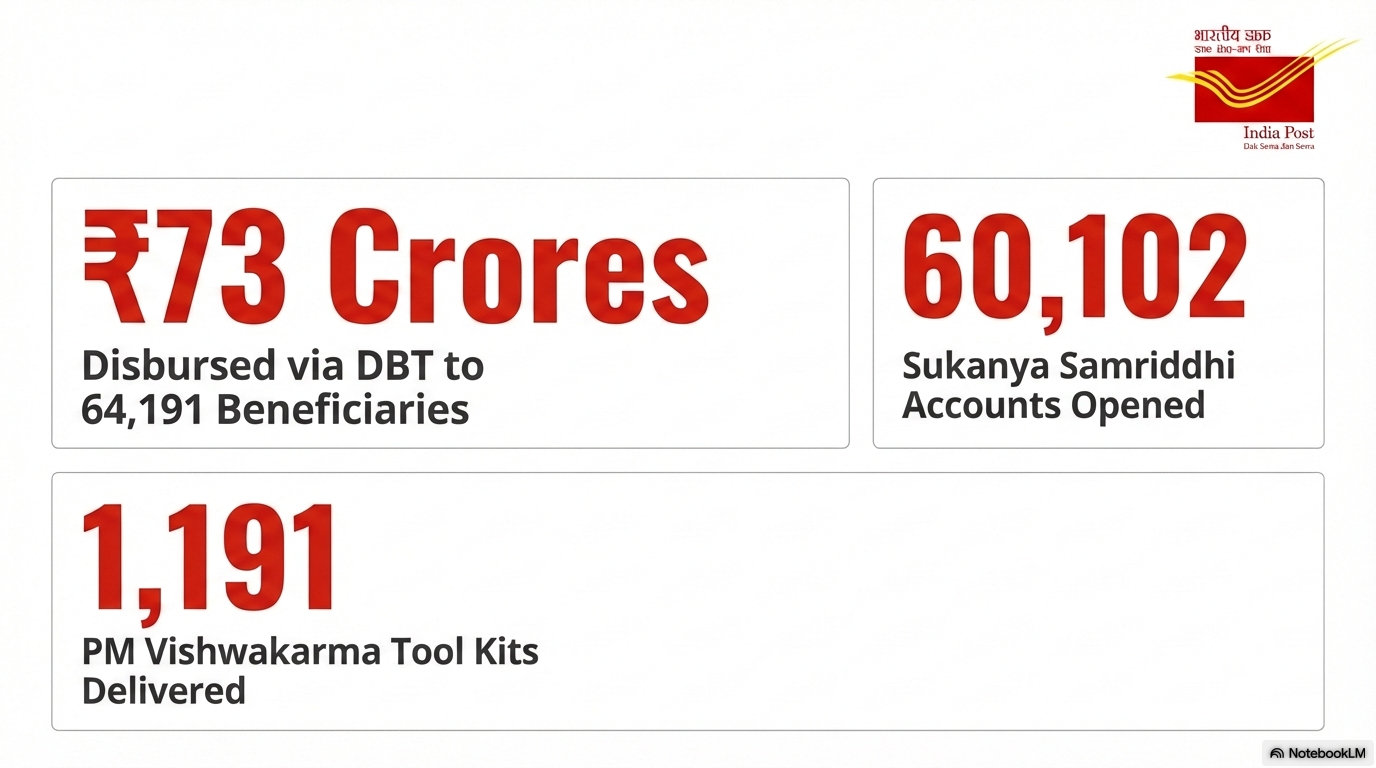 भारतीय
India Post
₹73 Crores
Disbursed via DBT to
64,191 Beneficiaries
60,102
Sukanya Samriddhi
Accounts Opened
1,191
PM Vishwakarma Tool Kits
Delivered
NotebookLM